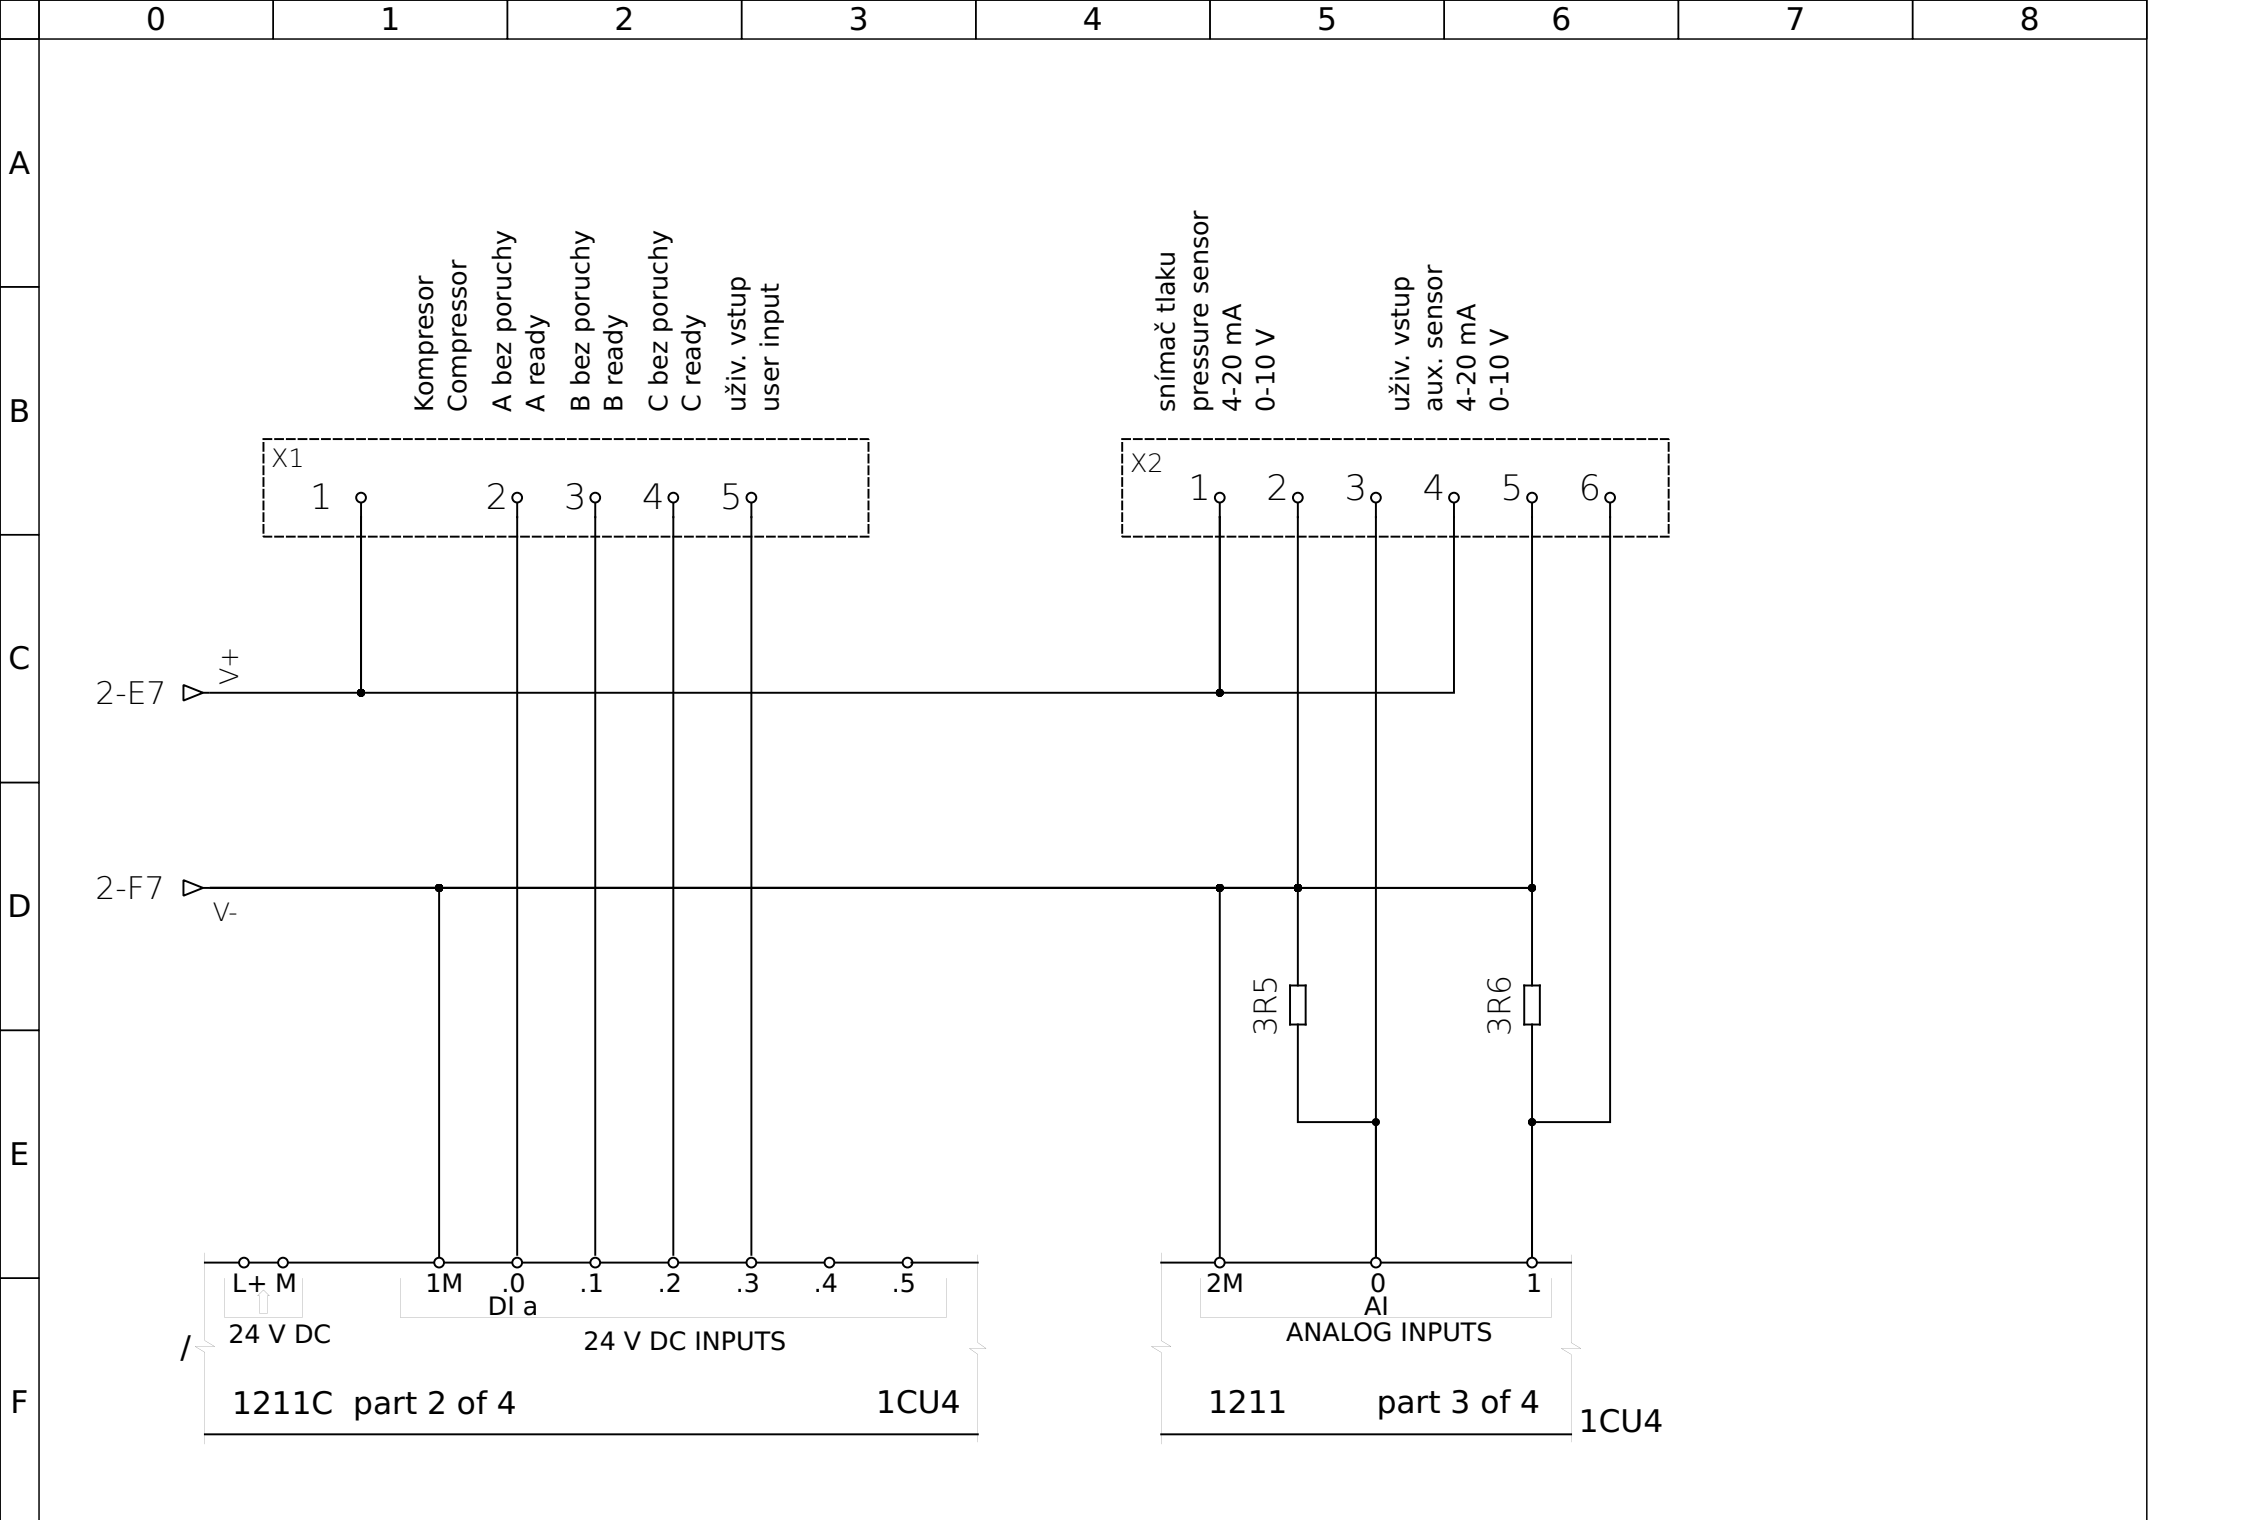 0 1 2 3 4 5 6 7 8
A
B
C
D
E
F
Kompresor
Compressor
A bez poruchy
A ready
B bez poruchy
B ready
C bez poruchy
C ready
uživ. vstup
user input
snímač tlaku
pressure sensor
4-20 mA
0-10 V
uživ. vstup
aux. sensor
4-20 mA
0-10 V
X1
1 2 3 4 5
X2
1 2 3 4 5 6
2-E7
V+
2-F7
V-
3R5
3R6
L+ M
1M .0 .1 .2 .3 .4 .5
DI a
24 V DC
24 V DC INPUTS
/
1211C part 2 of 4
1CU4
2M 0 1
AI
ANALOG INPUTS
1211 part 3 of 4
1CU4